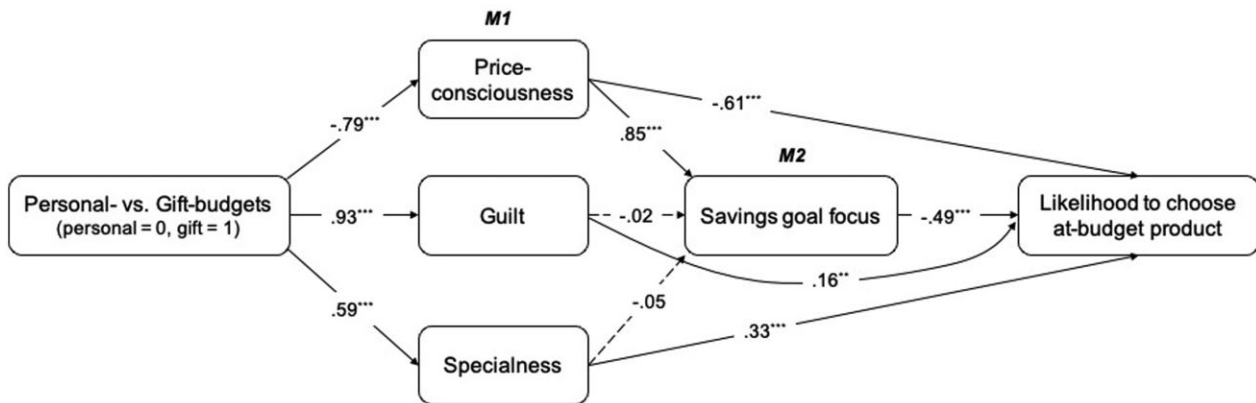 M1
Price-
consciousness
-.79***
-.61***
.85***
M2
Personal- vs. Gift-budgets
(personal = 0, gift = 1)
.93***
Guilt
-.02
Savings goal focus
-.49***
Likelihood to choose
at-budget product
.16**
.59***
-.05
.33***
Specialness